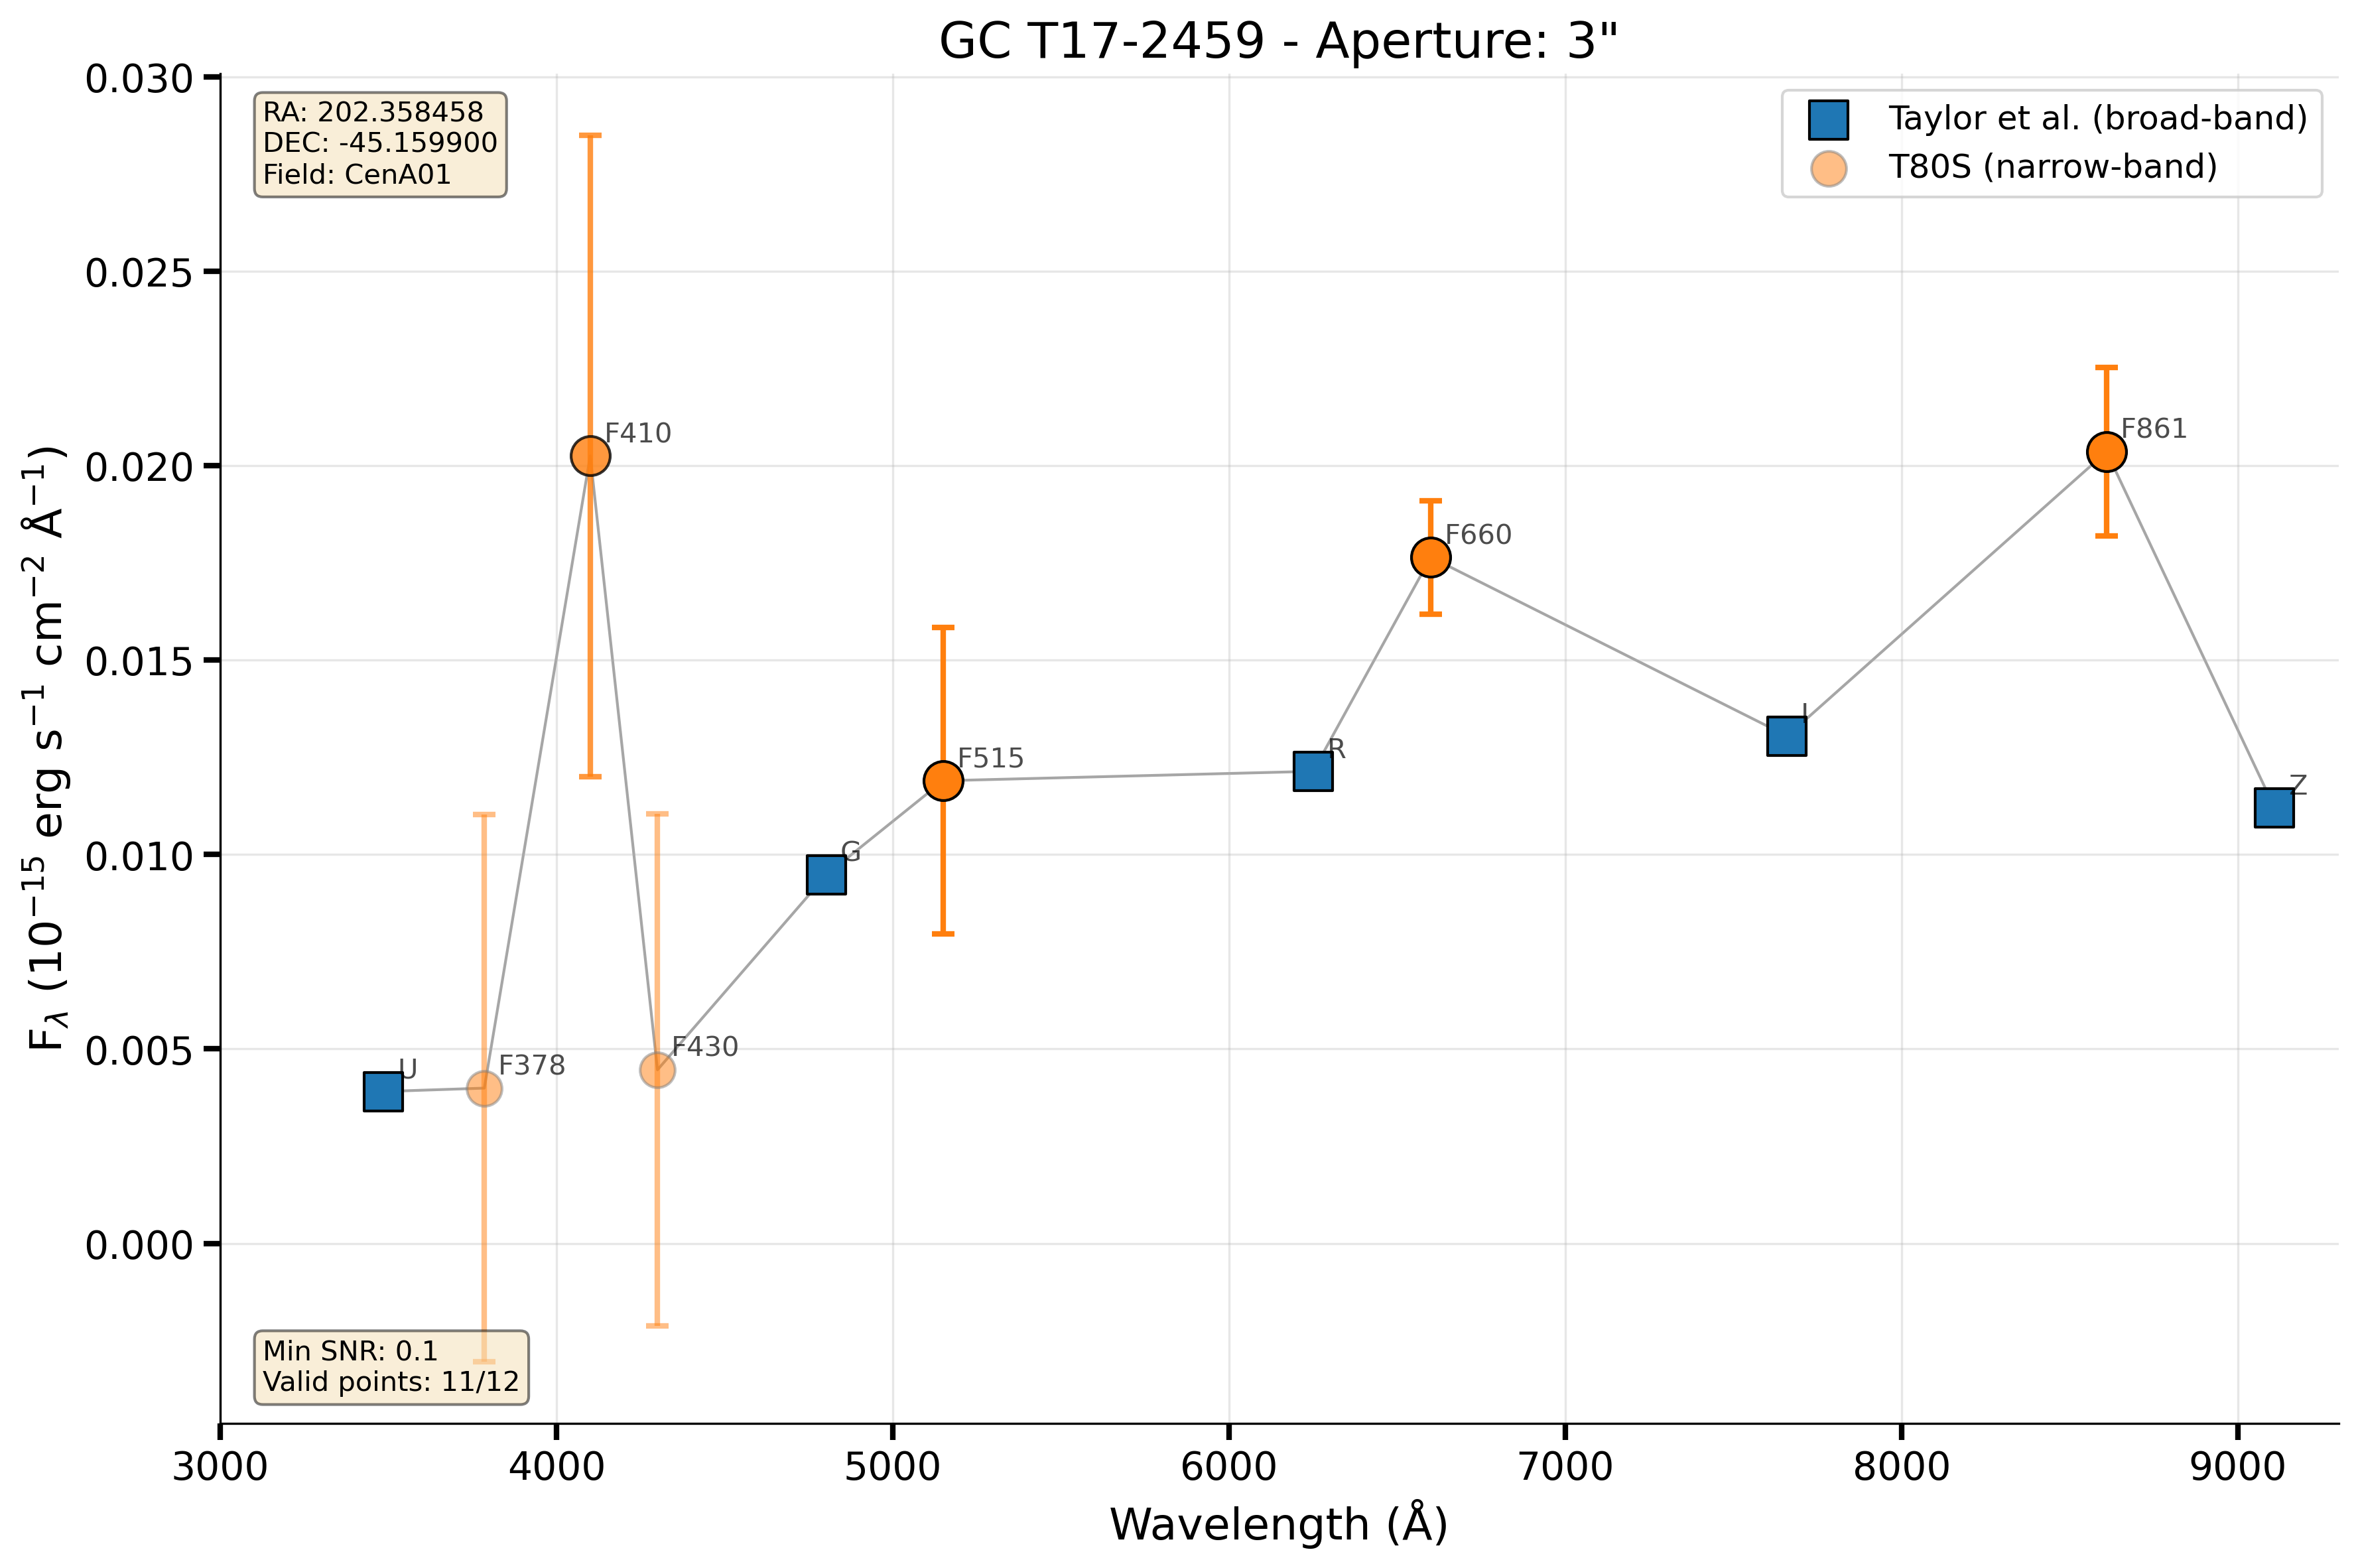 GC T17-2459 - Aperture: 3"
RA: 202.358458
DEC: -45.159900
Field: CenA01
Taylor et al. (broad-band)
T80S (narrow-band)
0.030
0.025
0.020
0.015
0.010
0.005
0.000
F_λ (10⁻¹⁵ erg s⁻¹ cm⁻² Å⁻¹)
U
F378
F410
F430
G
F515
R
F660
I
F861
Z
Min SNR: 0.1
Valid points: 11/12
3000 4000 5000 6000 7000 8000 9000
Wavelength (Å)